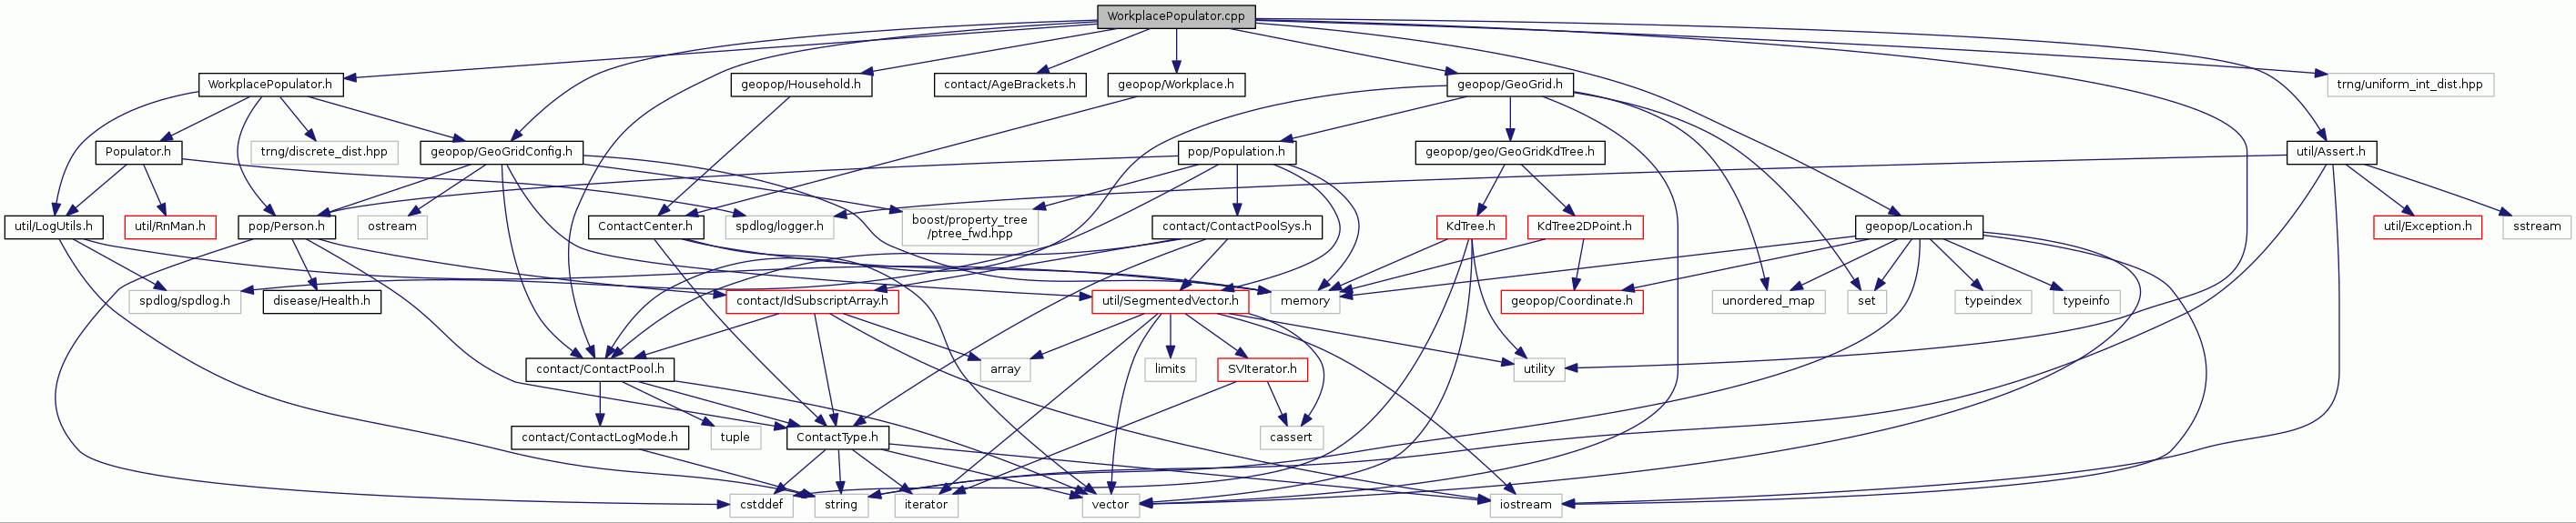 WorkplacePopulator.cpp
WorkplacePopulator.h
geopop/Household.h
contact/AgeBrackets.h
geopop/Workplace.h
geopop/GeoGrid.h
trng/uniform_int_dist.hpp
Populator.h
trng/discrete_dist.hpp
geopop/GeoGridConfig.h
pop/Population.h
geopop/geo/GeoGridKdTree.h
util/Assert.h
util/LogUtils.h
util/RnMan.h
pop/Person.h
ostream
ContactCenter.h
spdlog/logger.h
boost/property_tree
/ptree_fwd.hpp
contact/ContactPoolSys.h
KdTree.h
KdTree2DPoint.h
geopop/Location.h
util/Exception.h
sstream
spdlog/spdlog.h
disease/Health.h
contact/IdSubscriptArray.h
util/SegmentedVector.h
memory
geopop/Coordinate.h
unordered_map
set
typeindex
typeinfo
contact/ContactPool.h
array
limits
SVIterator.h
utility
contact/ContactLogMode.h
tuple
ContactType.h
cassert
cstddef
string
iterator
vector
iostream